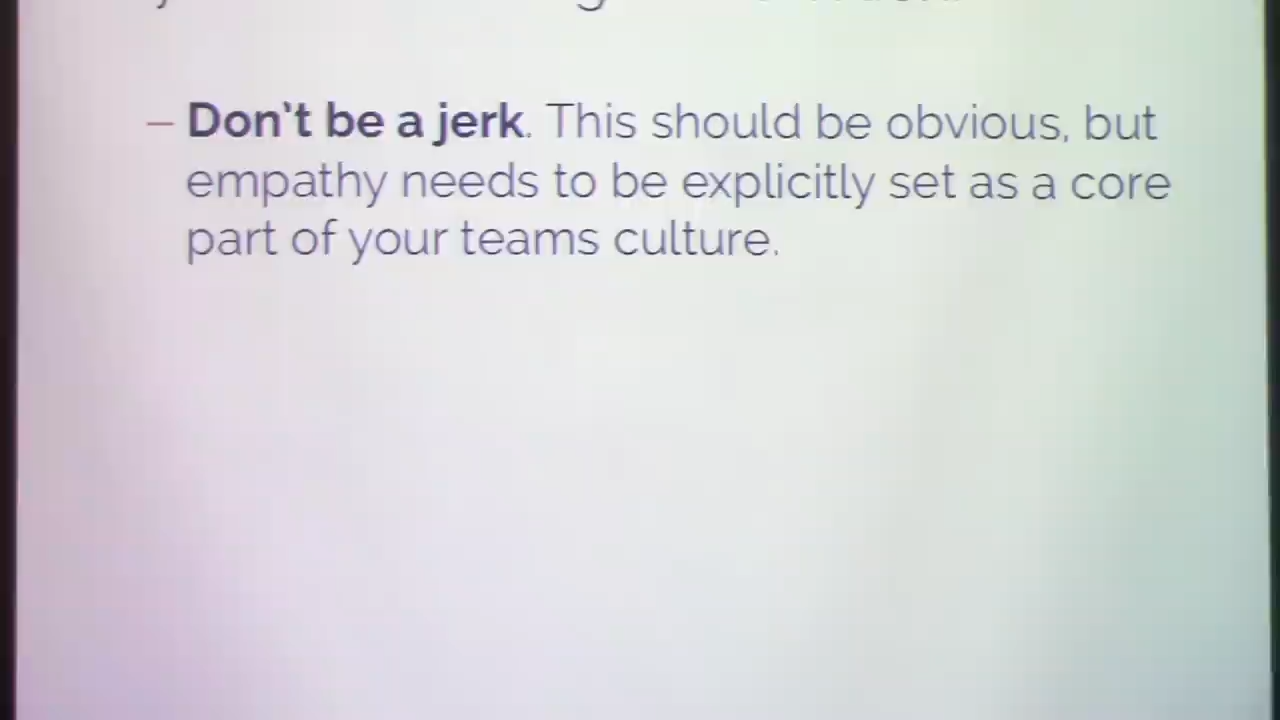 – Don't be a jerk. This should be obvious, but
empathy needs to be explicitly set as a core
part of your teams culture.